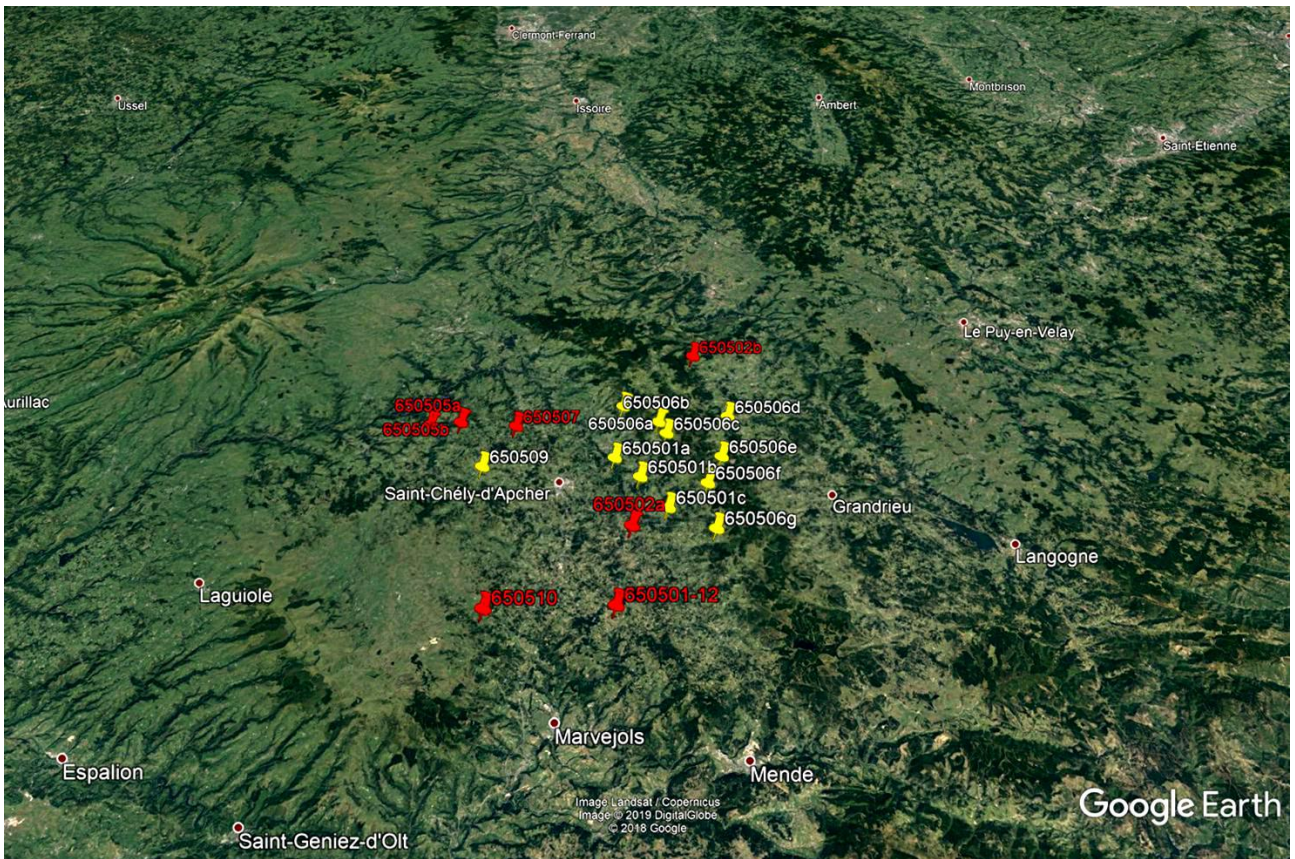 Clermont-Ferrand
Montbrison
Ussel
Issoire
Ambert
Saint-Etienne
Le Puy-en-Velay
650502b
Aurillac
650505a
650506b
650506d
650507
650505b
650506a
650506c
650501a
650506e
650509
650501b
650506f
Saint-Chély-d'Apcher
650502a
650501c
Grandrieu
650506g
Langogne
Laguiole
650510
650501-12
Marvejols
Espalion
Mende
Image Landsat / Copernicus
Image © 2019 DigitalGlobe
© 2018 Google
Google Earth
Saint-Geniez-d'Olt